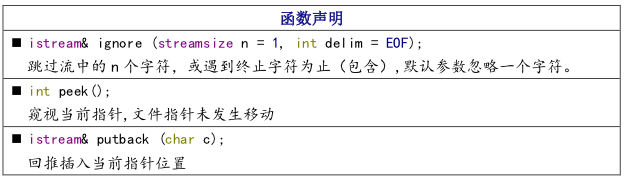 函数声明
■ istream& ignore (streamsize n = 1, int delim = EOF);
跳过流中的 n 个字符，或遇到终止字符为止（包含）,默认参数忽略一个字符。
■ int peek();
窥视当前指针,文件指针未发生移动
■ istream& putback (char c);
回推插入当前指针位置